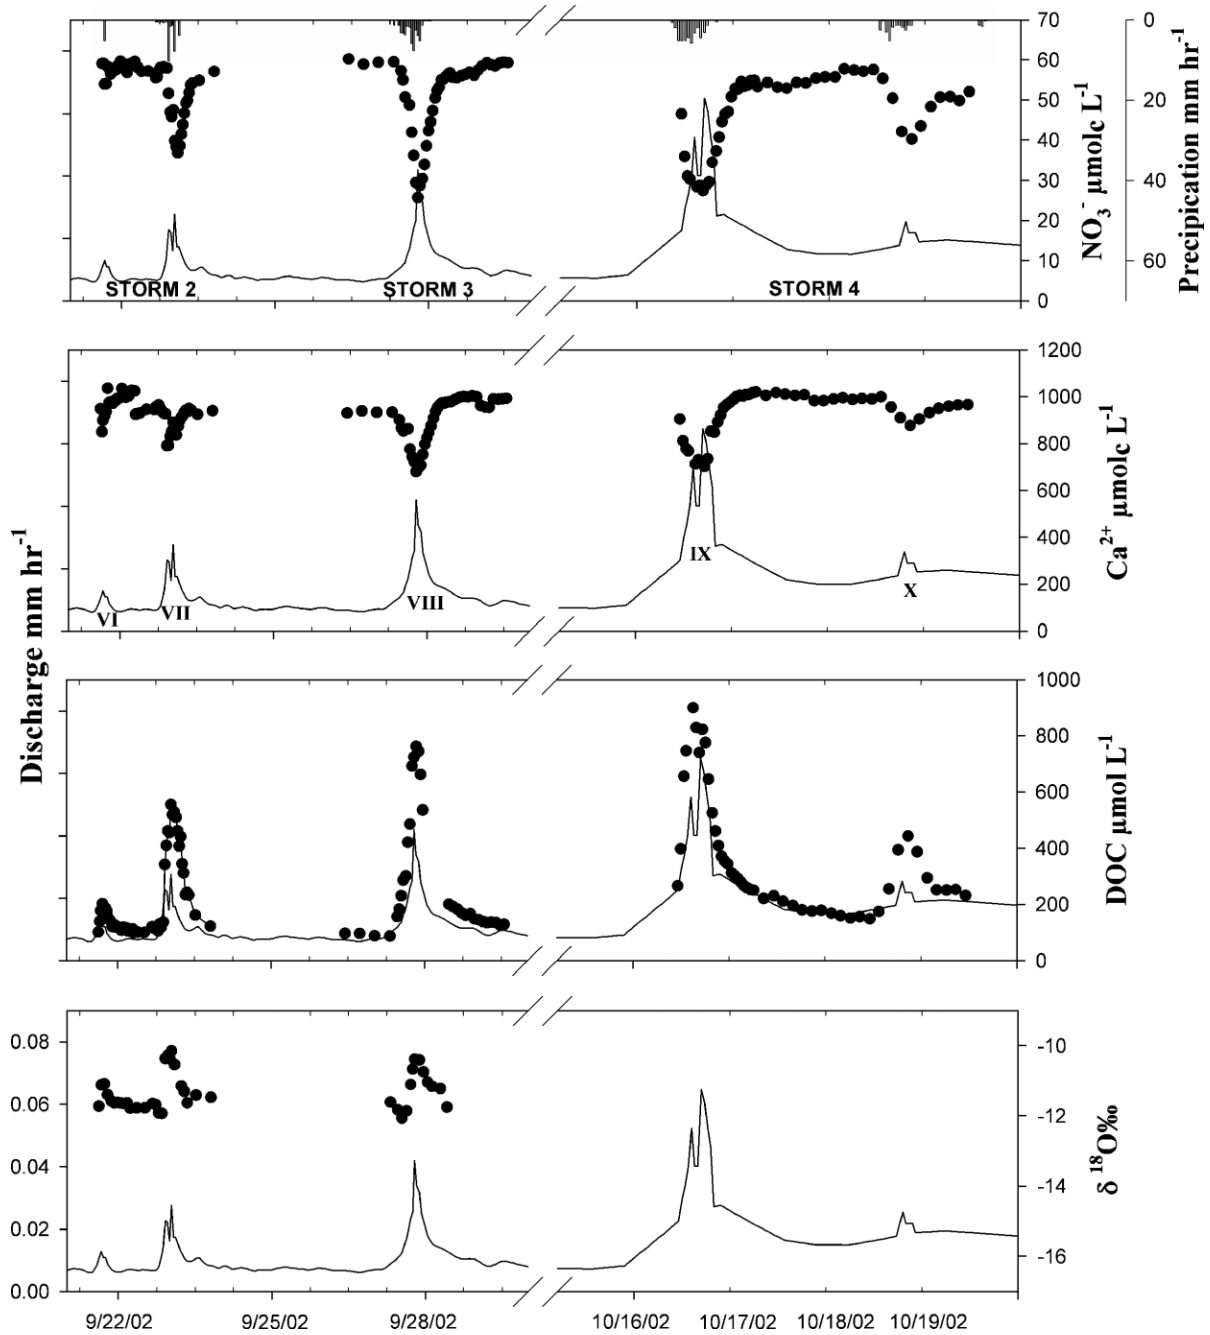 70
60
50
40
30
20
10
0
NO₃⁻ µmolc L⁻¹
0
20
40
60
Precipication mm hr⁻¹
STORM 2
STORM 3
STORM 4
1200
1000
800
600
400
200
0
Ca²⁺ µmolc L⁻¹
VI
VII
VIII
IX
X
Discharge mm hr⁻¹
1000
800
600
400
200
0
DOC µmol L⁻¹
0.08
0.06
0.04
0.02
0.00
-10
-12
-14
-16
δ ¹⁸O‰
9/22/02 9/25/02 9/28/02 10/16/02 10/17/02 10/18/02 10/19/02